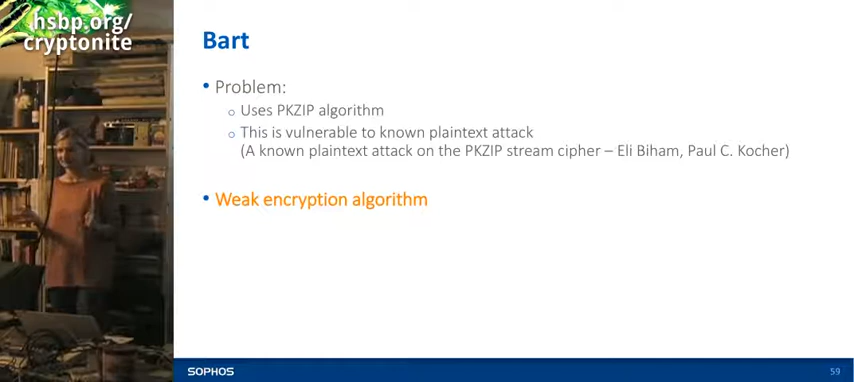 hsbp.org/
cryptonite
Bart
• Problem:
o Uses PKZIP algorithm
o This is vulnerable to known plaintext attack
(A known plaintext attack on the PKZIP stream cipher – Eli Biham, Paul C. Kocher)
• Weak encryption algorithm
SOPHOS
59